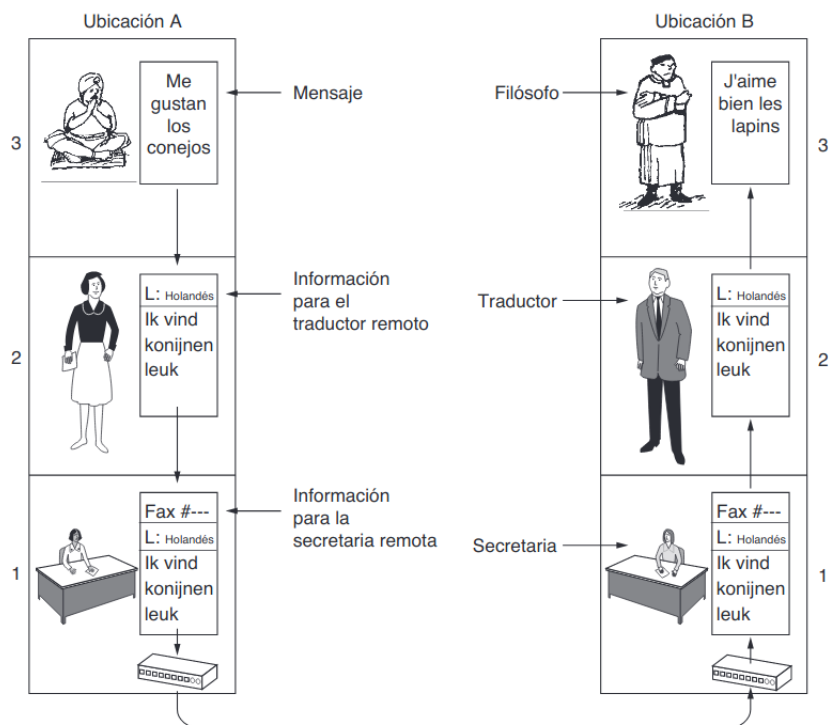 Ubicación A
Ubicación B
3
Me
gustan
los
conejos
Mensaje
Filósofo
J'aime
bien les
lapins
3
2
L: Holandés
Ik vind
konijnen
leuk
Información
para el
traductor remoto
Traductor
L: Holandés
Ik vind
konijnen
leuk
2
1
Fax #---
L: Holandés
Ik vind
konijnen
leuk
Información
para la
secretaria remota
Secretaria
Fax #---
L: Holandés
Ik vind
konijnen
leuk
1